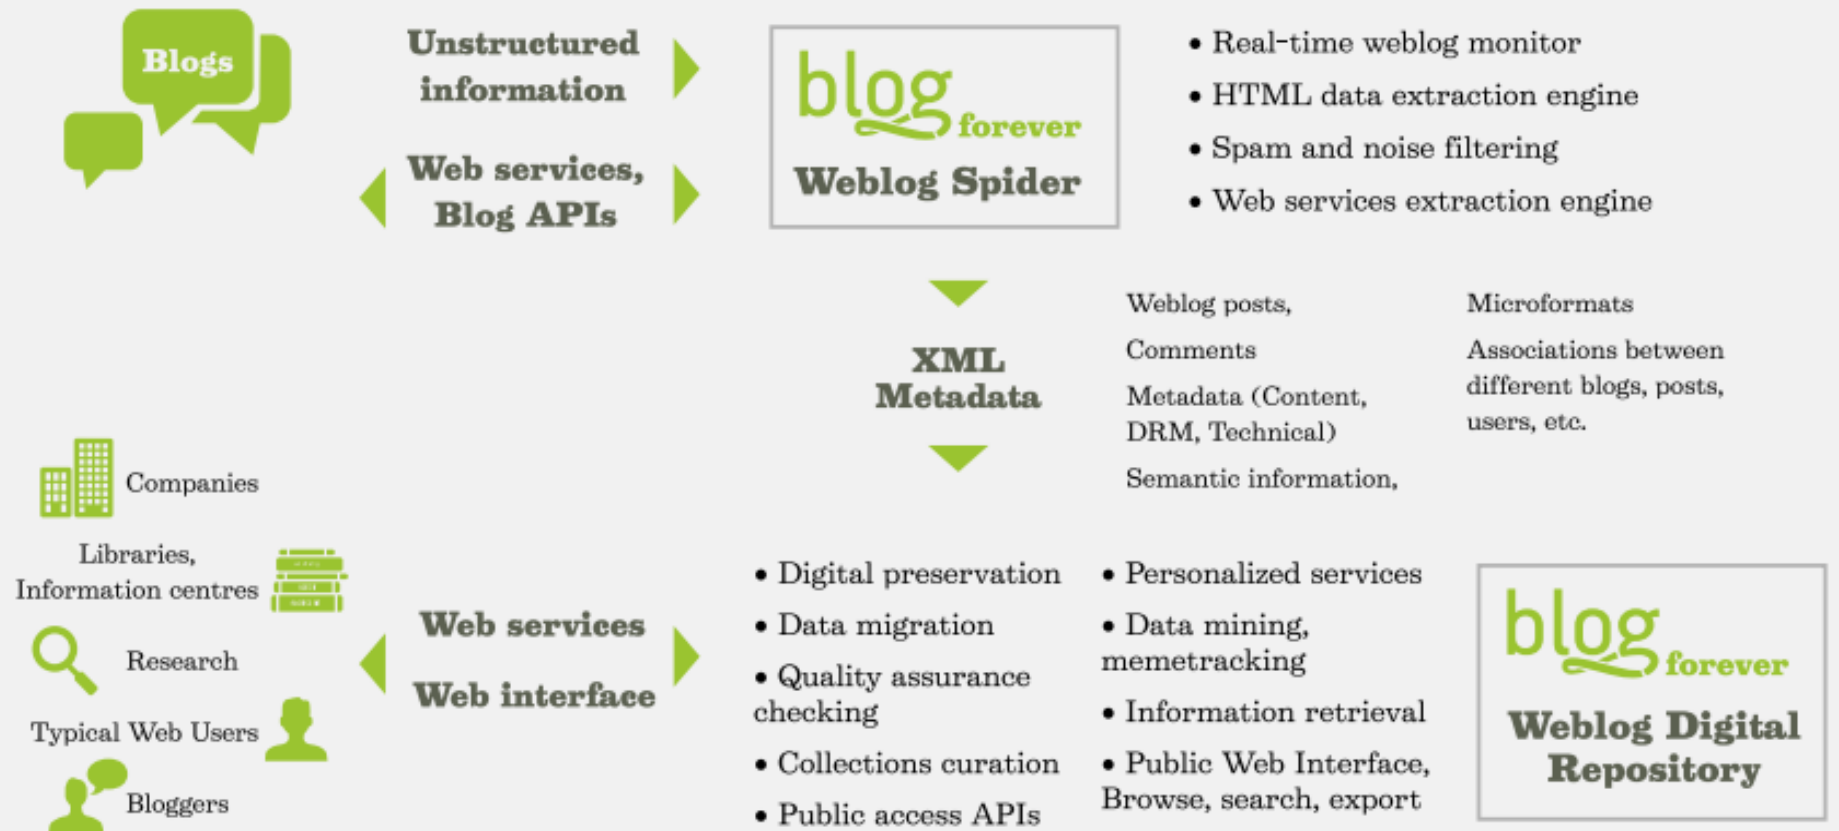 Blogs
Unstructured
information
Web services,
Blog APIs
blog
forever
Weblog Spider
• Real-time weblog monitor
• HTML data extraction engine
• Spam and noise filtering
• Web services extraction engine
XML
Metadata
Weblog posts,
Comments
Metadata (Content,
DRM, Technical)
Semantic information,
Microformats
Associations between
different blogs, posts,
users, etc.
Companies
Libraries,
Information centres
Research
Typical Web Users
Bloggers
Web services
Web interface
• Digital preservation
• Data migration
• Quality assurance
checking
• Collections curation
• Public access APIs
• Personalized services
• Data mining,
memetracking
• Information retrieval
• Public Web Interface,
Browse, search, export
blog
forever
Weblog Digital
Repository